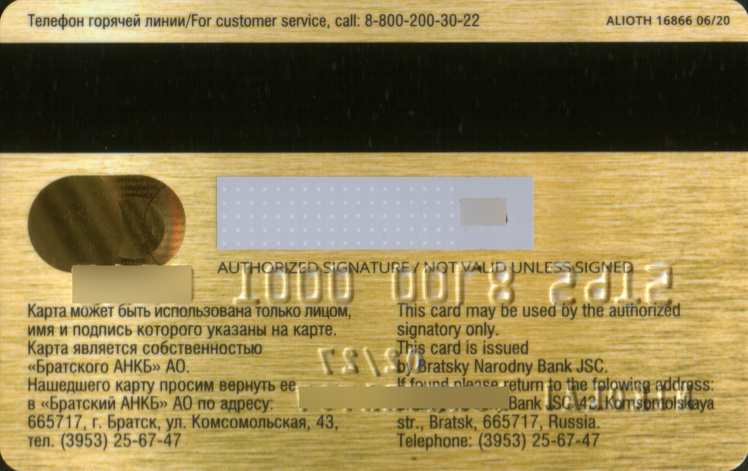 Телефон горячей линии/For customer service, call: 8-800-200-30-22
ALIOTH 16866 06/20
AUTHORIZED SIGNATURE / NOT VALID UNLESS SIGNED
Карта может быть использована только лицом,
имя и подпись которого указаны на карте.
Карта является собственностью
«Братского АНКБ» АО.
Нашедшего карту просим вернуть ее
в «Братский АНКБ» АО по адресу:
665717, г. Братск, ул. Комсомольская, 43,
тел. (3953) 25-67-47
This card may be used by the authorized
signatory only.
This card is issued
by Bratsky Narodny Bank JSC.
If found please return to the folowing address:
Bank JSC, 43, Komsomolskaya
str., Bratsk, 665717, Russia.
Telephone: (3953) 25-67-47